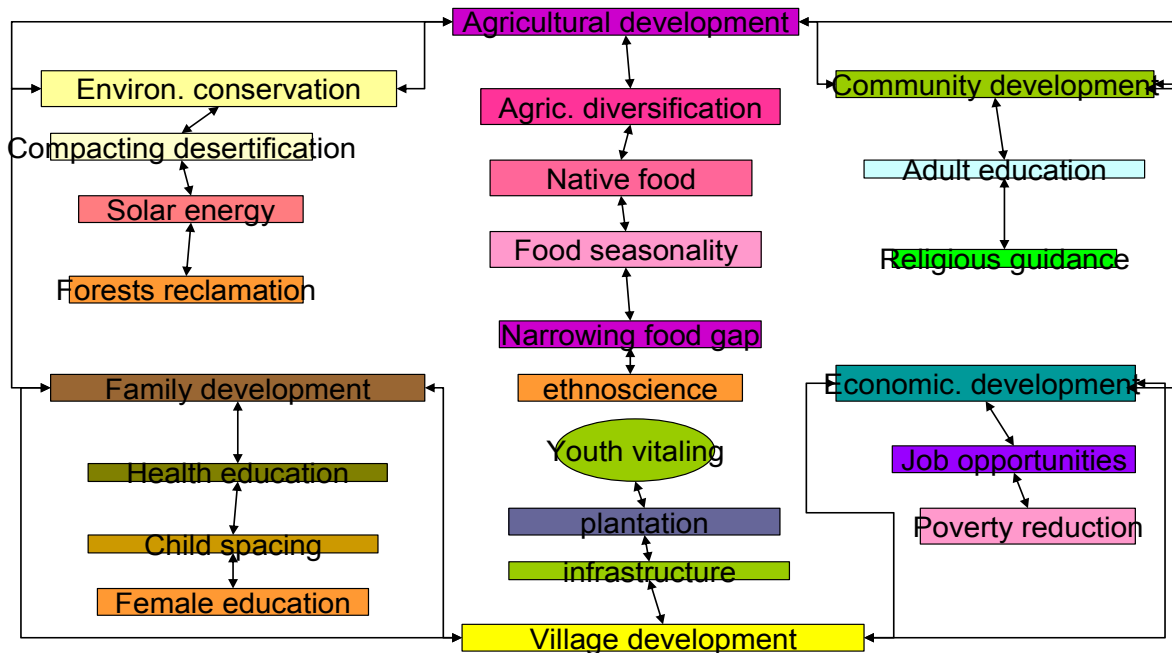 Agricultural development
Environ. conservation
Community development
Agric. diversification
Compacting desertification
Native food
Adult education
Solar energy
Food seasonality
Religious guidance
Forests reclamation
Narrowing food gap
Family development
ethnoscience
Economic. development
Youth vitaling
Health education
Job opportunities
plantation
Poverty reduction
Child spacing
infrastructure
Female education
Village development